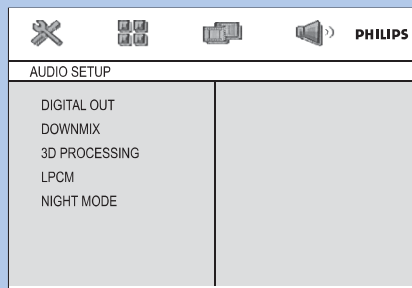 PHILIPS
AUDIO SETUP
DIGITAL OUT
DOWNMIX
3D PROCESSING
LPCM
NIGHT MODE